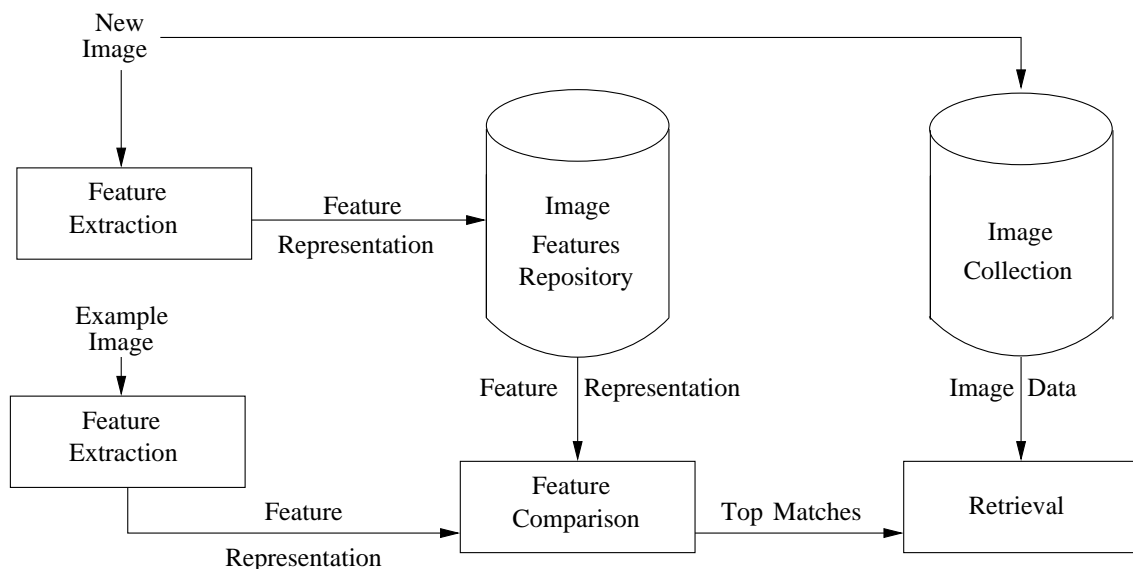 New
Image
Feature
Extraction
Feature
Representation
Image
Features
Repository
Image
Collection
Example
Image
Feature
Extraction
Feature Representation
Image Data
Feature
Representation
Feature
Comparison
Top Matches
Retrieval